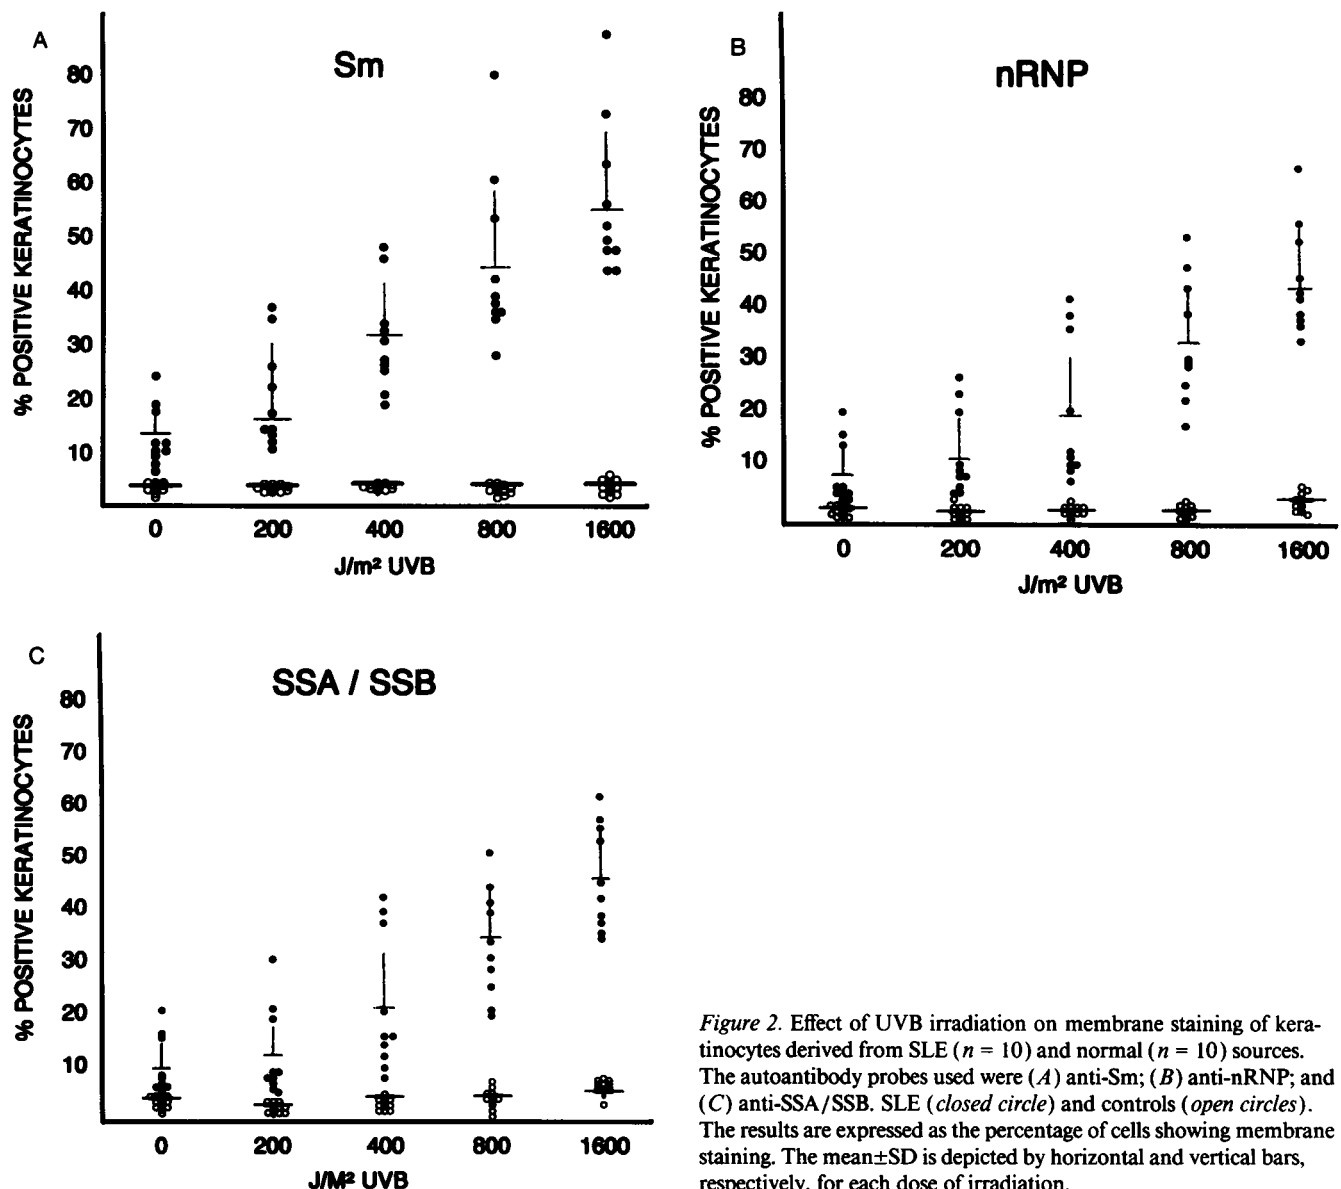 A
Sm
% POSITIVE KERATINOCYTES
80
70
60
50
40
30
20
10
0 200 400 800 1600
J/m² UVB
B
nRNP
% POSITIVE KERATINOCYTES
80
70
60
50
40
30
20
10
0 200 400 800 1600
J/m² UVB
C
SSA / SSB
% POSITIVE KERATINOCYTES
80
70
60
50
40
30
20
10
0 200 400 800 1600
J/M² UVB
Figure 2. Effect of UVB irradiation on membrane staining of kera-
tinocytes derived from SLE (n = 10) and normal (n = 10) sources.
The autoantibody probes used were (A) anti-Sm; (B) anti-nRNP; and
(C) anti-SSA/SSB. SLE (closed circle) and controls (open circles).
The results are expressed as the percentage of cells showing membrane
staining. The mean±SD is depicted by horizontal and vertical bars,
respectively, for each dose of irradiation.